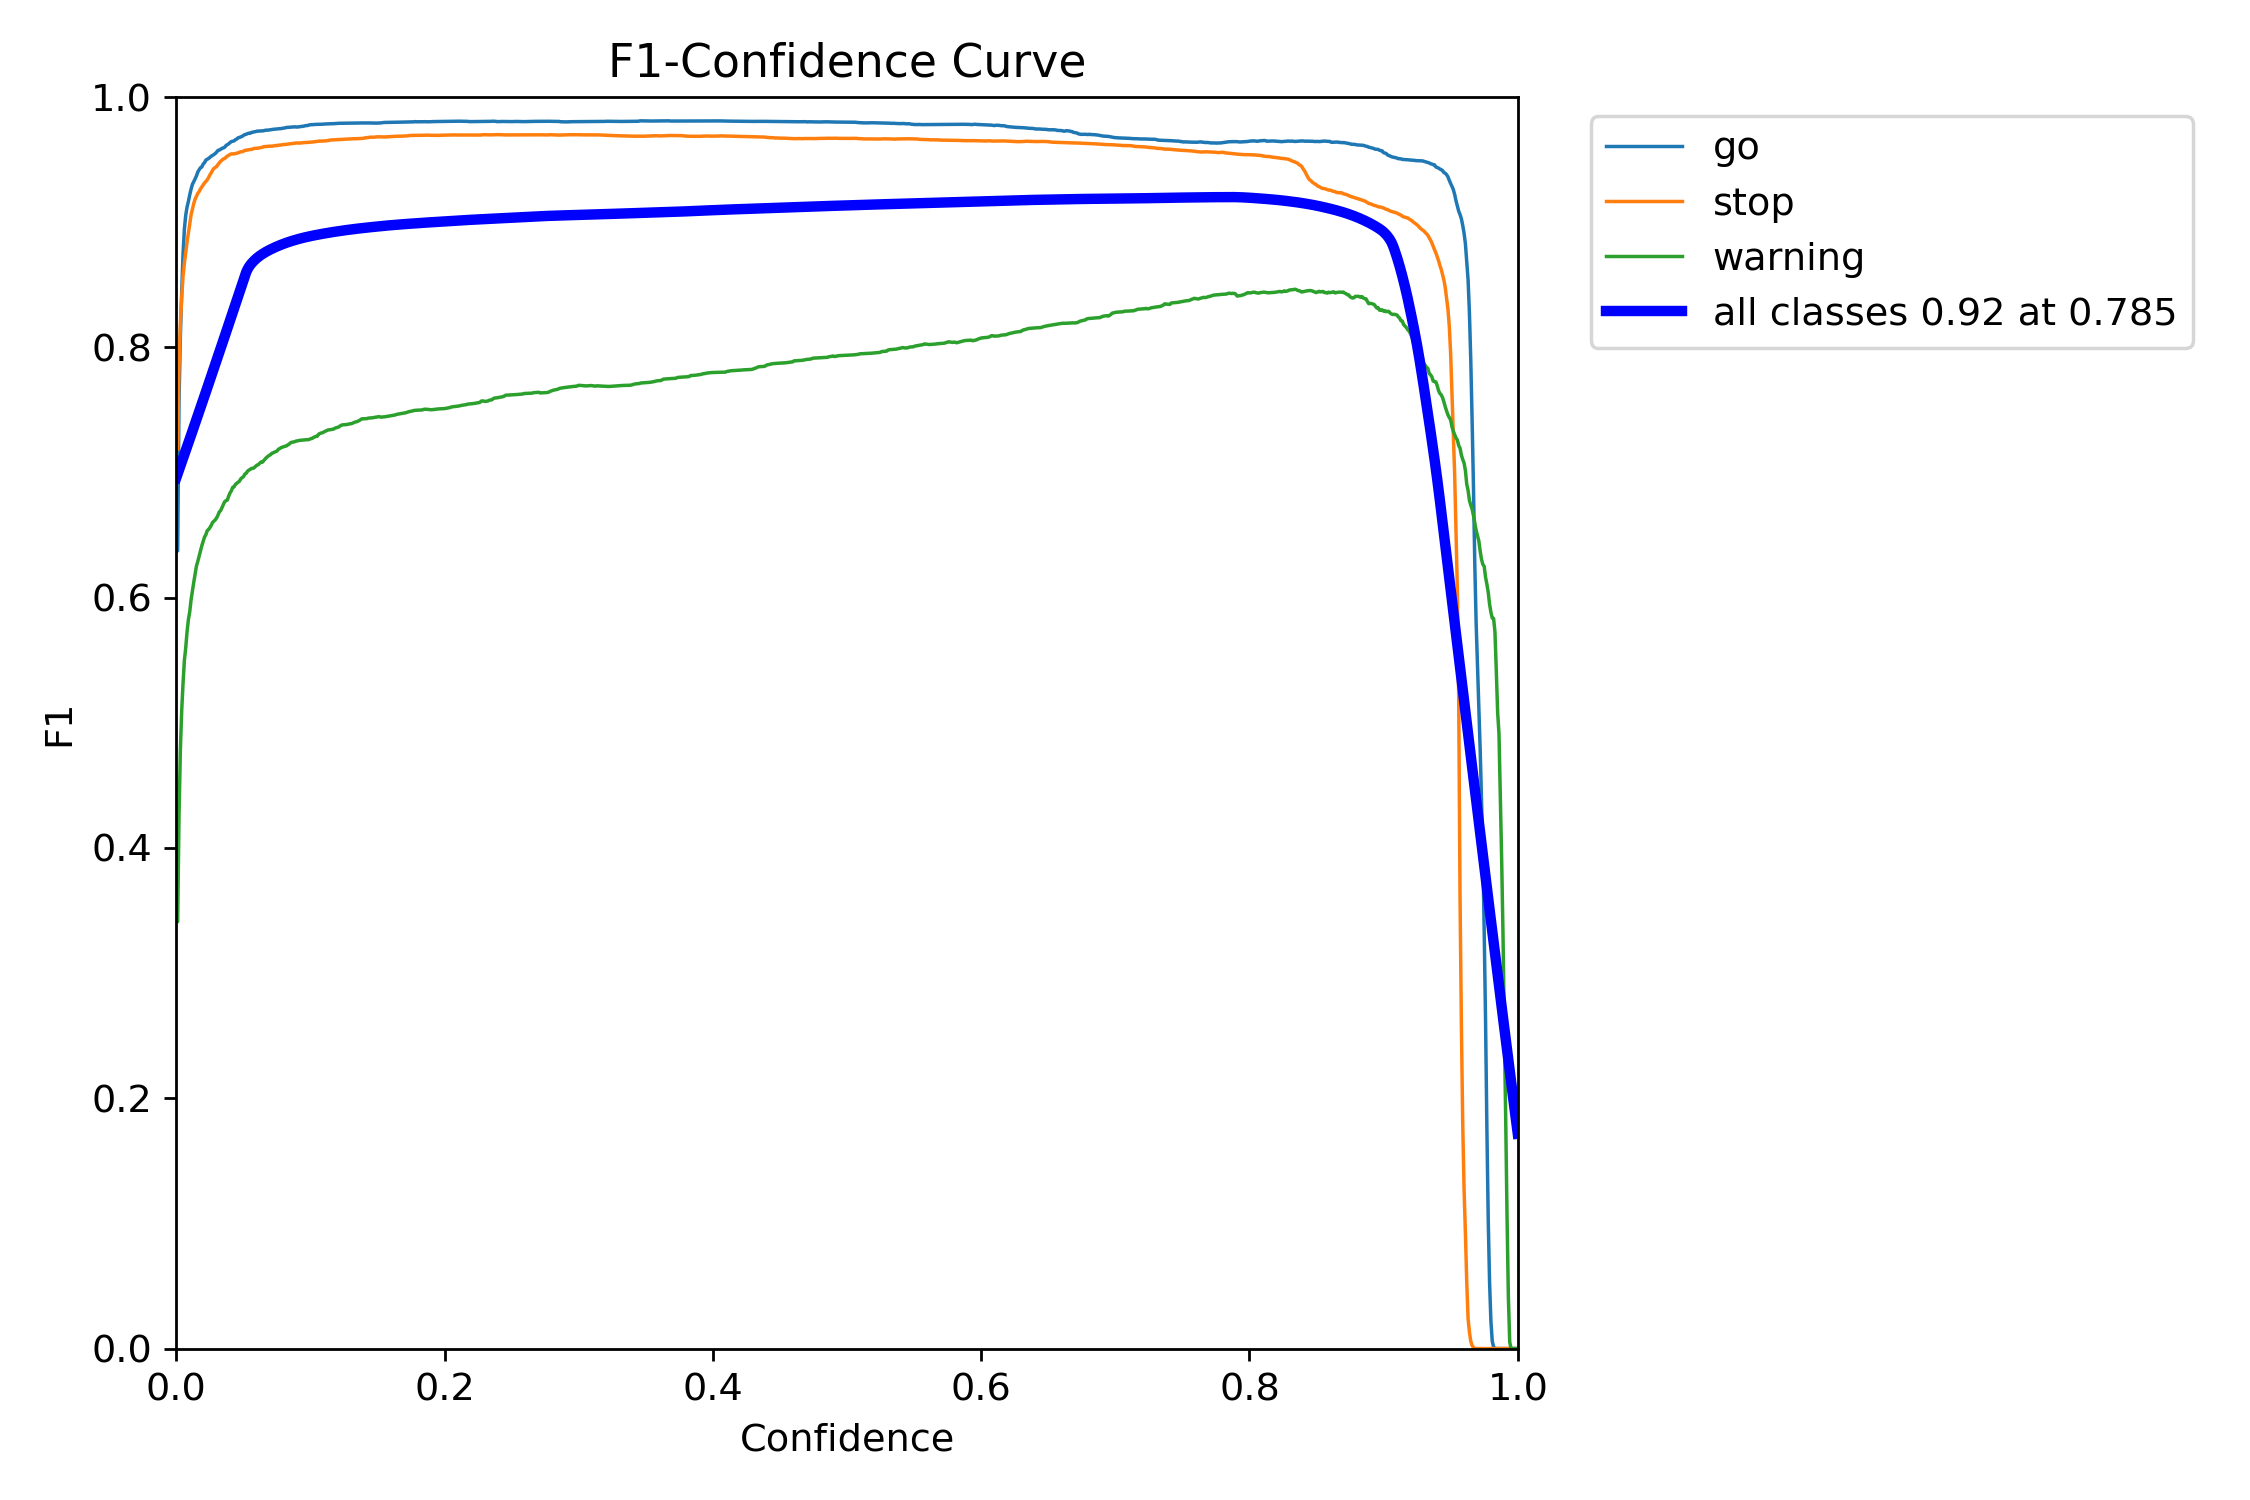 F1-Confidence Curve
1.0
0.8
0.6
0.4
0.2
0.0
F1
0.0 0.2 0.4 0.6 0.8 1.0
Confidence
go
stop
warning
all classes 0.92 at 0.785